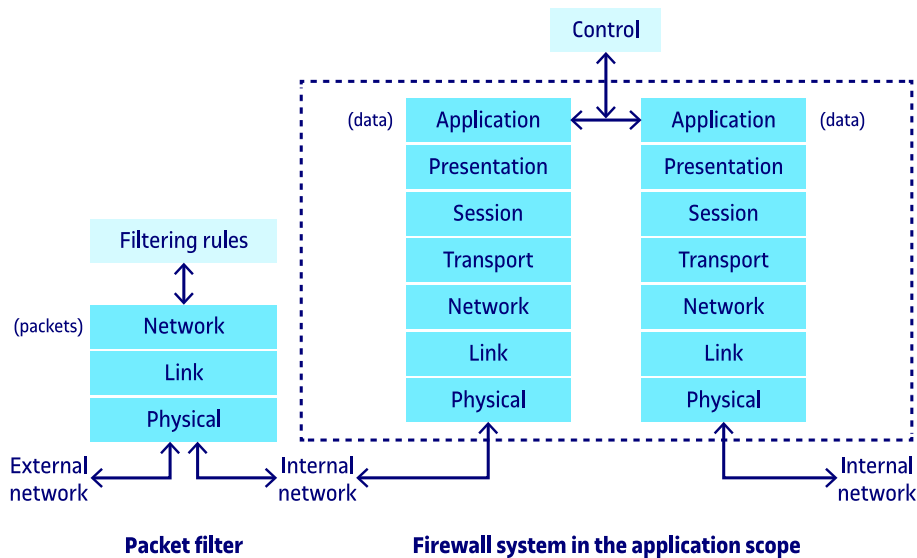 Control
(data)
Application
Application
(data)
Presentation
Presentation
Session
Session
Filtering rules
Transport
Transport
(packets)
Network
Network
Network
Link
Link
Link
Physical
Physical
Physical
External
network
Internal
network
Internal
network
Packet filter
Firewall system in the application scope